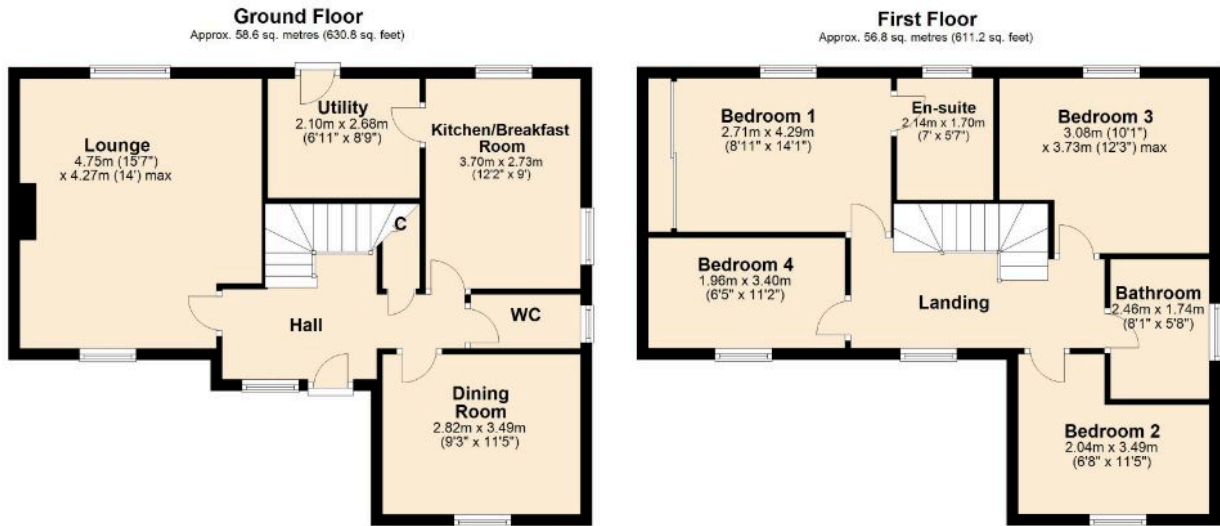 Ground Floor
Approx. 58.6 sq. metres (630.8 sq. feet)
Lounge
4.75m (15'7")
x 4.27m (14') max
Utility
2.10m x 2.68m
(6'11" x 8'9")
Kitchen/Breakfast
Room
3.70m x 2.73m
(12'2" x 9')
C
Hall
WC
Dining
Room
2.82m x 3.49m
(9'3" x 11'5")
First Floor
Approx. 56.8 sq. metres (611.2 sq. feet)
Bedroom 1
2.71m x 4.29m
(8'11" x 14'1")
En-suite
2.14m x 1.70m
(7' x 5'7")
Bedroom 3
3.08m (10'1")
x 3.73m (12'3") max
Bedroom 4
1.96m x 3.40m
(6'5" x 11'2")
Landing
Bathroom
2.46m x 1.74m
(8'1" x 5'8")
Bedroom 2
2.04m x 3.49m
(6'8" x 11'5")